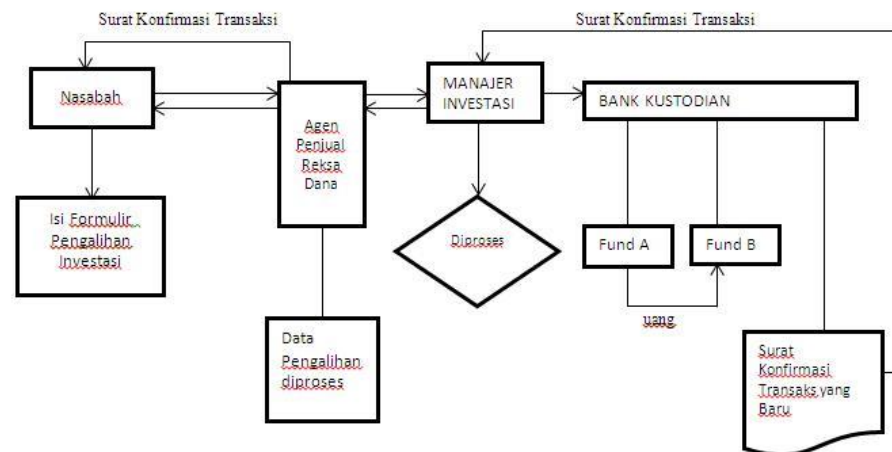 Surat Konfirmasi Transaksi
Surat Konfirmasi Transaksi
Nasabah
Agen
Penjual
Reksa
Dana
MANAJER
INVESTASI
BANK KUSTODIAN
Isi Formulir
Pengalihan
Investasi
Diproses
Fund A
Fund B
uang
Data
Pengalihan
diproses
Surat
Konfirmasi
Transaks yang
Baru